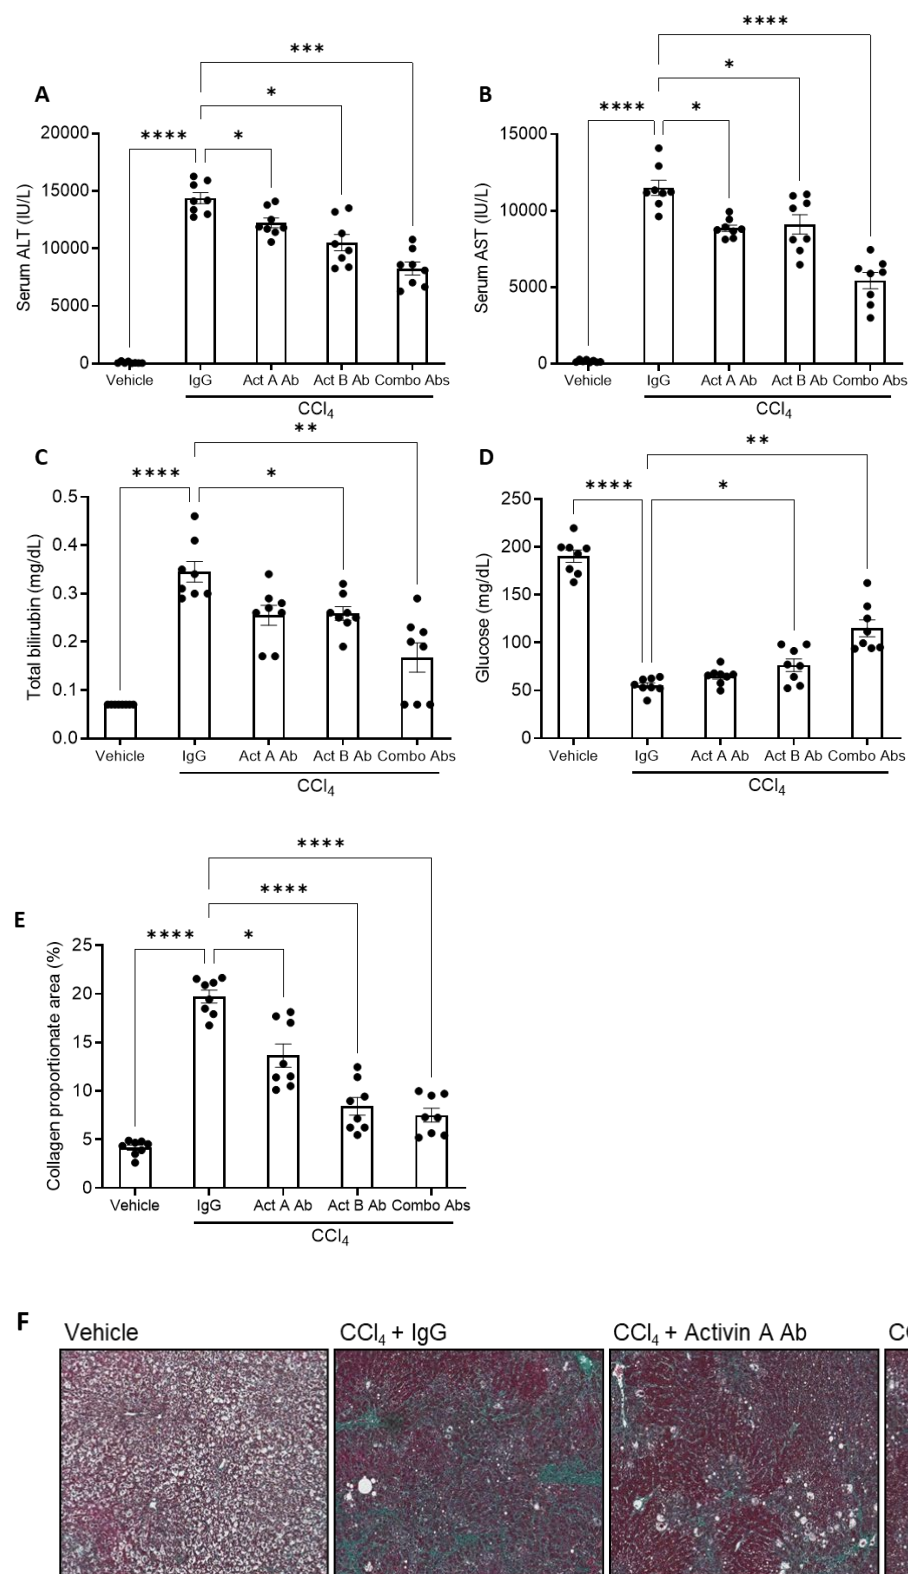 A
***
*
****
*
Serum ALT (IU/L)
20000
15000
10000
5000
0
Vehicle
IgG
Act A Ab
Act B Ab
Combo Abs
CCl₄
B
****
*
****
*
Serum AST (IU/L)
15000
10000
5000
0
Vehicle
IgG
Act A Ab
Act B Ab
Combo Abs
CCl₄
C
**
****
*
Total bilirubin (mg/dL)
0.5
0.4
0.3
0.2
0.1
0.0
Vehicle
IgG
Act A Ab
Act B Ab
Combo Abs
CCl₄
D
**
****
*
Glucose (mg/dL)
250
200
150
100
50
0
Vehicle
IgG
Act A Ab
Act B Ab
Combo Abs
CCl₄
E
****
****
****
*
Collagen proportionate area (%)
25
20
15
10
5
0
Vehicle
IgG
Act A Ab
Act B Ab
Combo Abs
CCl₄
F
Vehicle
CCl₄ + IgG
CCl₄ + Activin A Ab